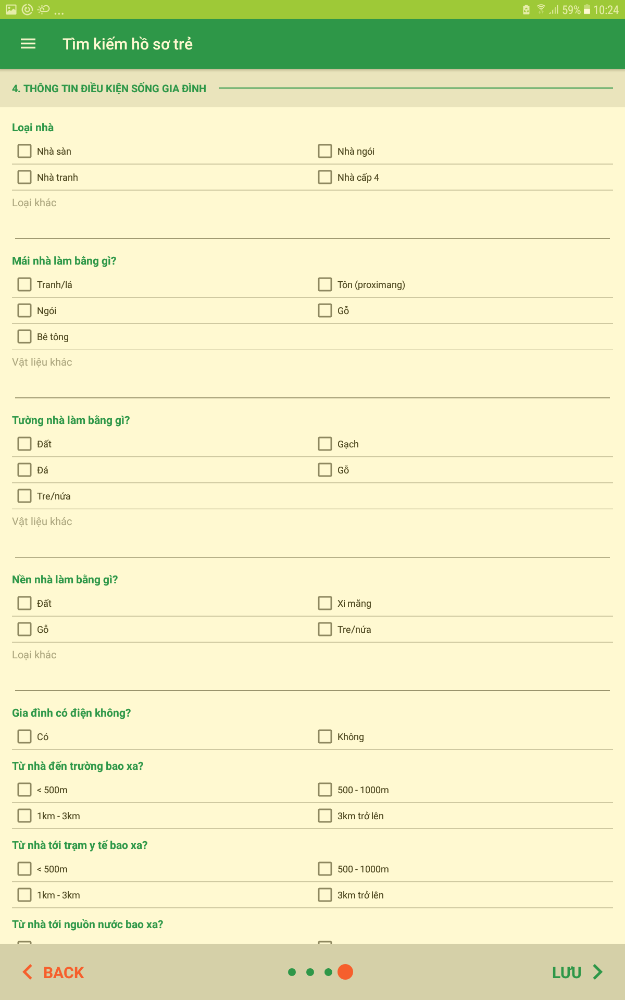 ... 59% 10:24
Tìm kiếm hồ sơ trẻ
4. THÔNG TIN ĐIỀU KIỆN SỐNG GIA ĐÌNH
Loại nhà
Nhà sàn Nhà ngói
Nhà tranh Nhà cấp 4
Loại khác
Mái nhà làm bằng gì?
Tranh/lá Tôn (proximang)
Ngói Gỗ
Bê tông
Vật liệu khác
Tường nhà làm bằng gì?
Đất Gạch
Đá Gỗ
Tre/nứa
Vật liệu khác
Nền nhà làm bằng gì?
Đất Xi măng
Gỗ Tre/nứa
Loại khác
Gia đình có điện không?
Có Không
Từ nhà đến trường bao xa?
< 500m 500 - 1000m
1km - 3km 3km trở lên
Từ nhà tới trạm y tế bao xa?
< 500m 500 - 1000m
1km - 3km 3km trở lên
Từ nhà tới nguồn nước bao xa?
BACK LƯU